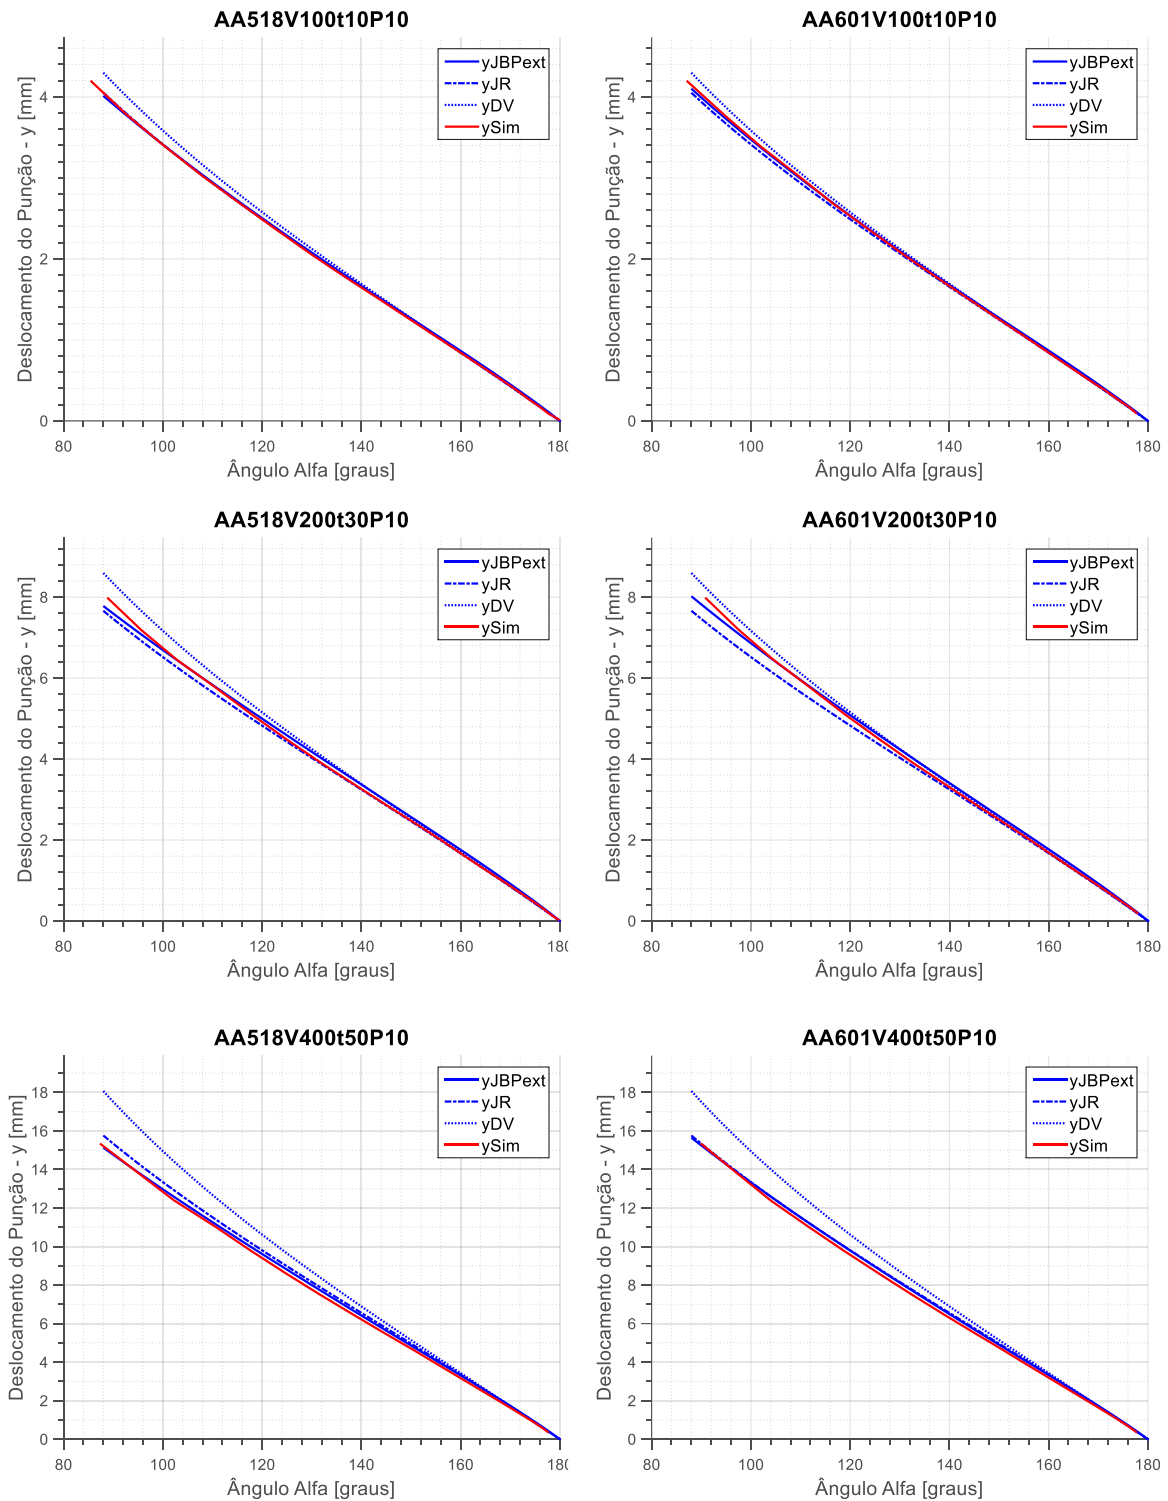 AA518V100t10P10
Deslocamento do Punção - y [mm]
4
2
0
yJBPext
yJR
yDV
ySim
80 100 120 140 160 180
Ângulo Alfa [graus]
AA601V100t10P10
Deslocamento do Punção - y [mm]
4
2
0
yJBPext
yJR
yDV
ySim
80 100 120 140 160 180
Ângulo Alfa [graus]
AA518V200t30P10
Deslocamento do Punção - y [mm]
8
6
4
2
0
yJBPext
yJR
yDV
ySim
80 100 120 140 160 180
Ângulo Alfa [graus]
AA601V200t30P10
Deslocamento do Punção - y [mm]
8
6
4
2
0
yJBPext
yJR
yDV
ySim
80 100 120 140 160 180
Ângulo Alfa [graus]
AA518V400t50P10
Deslocamento do Punção - y [mm]
18
16
14
12
10
8
6
4
2
0
yJBPext
yJR
yDV
ySim
80 100 120 140 160 180
Ângulo Alfa [graus]
AA601V400t50P10
Deslocamento do Punção - y [mm]
18
16
14
12
10
8
6
4
2
0
yJBPext
yJR
yDV
ySim
80 100 120 140 160 180
Ângulo Alfa [graus]